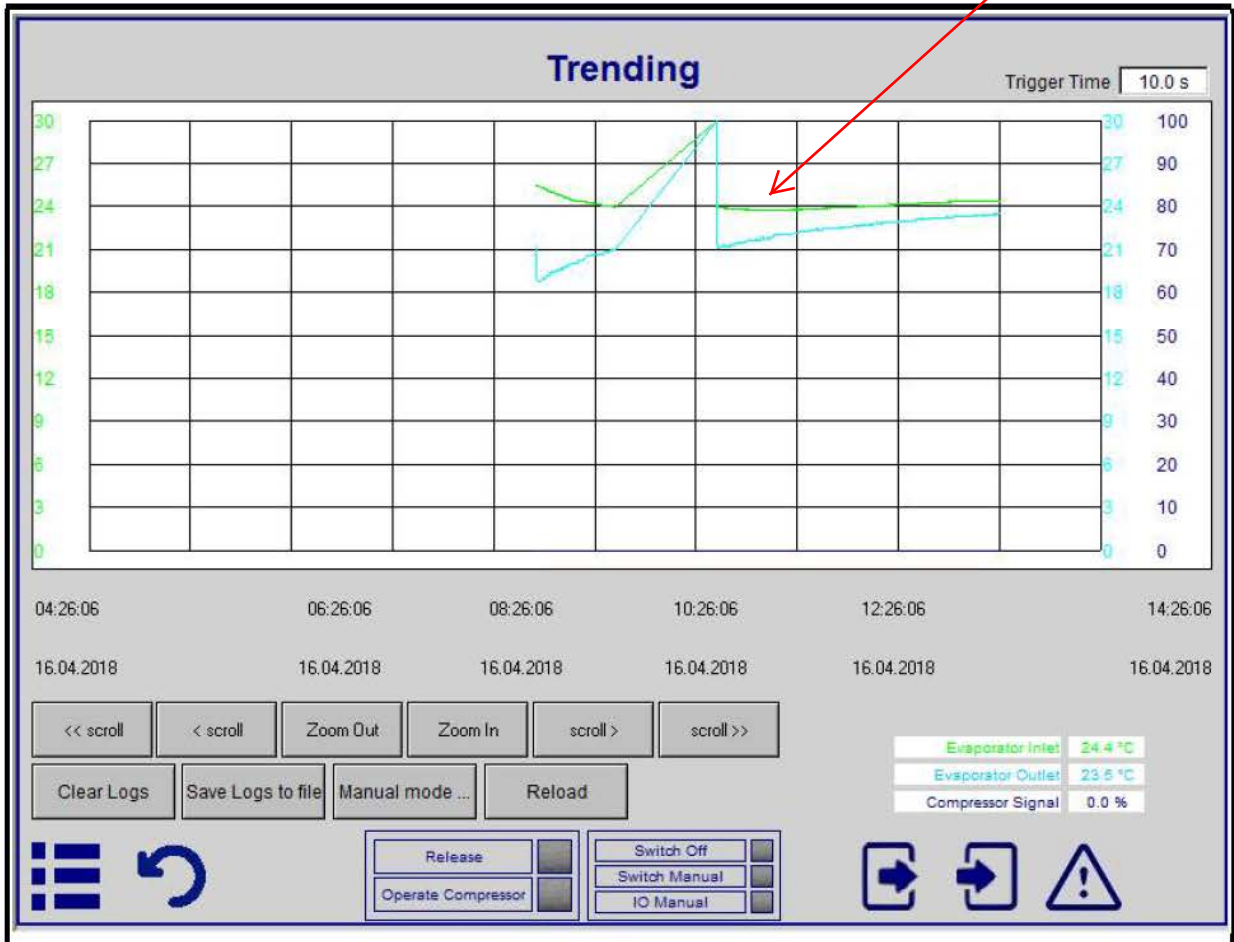 Trending
Trigger Time 10.0 s
30 30 100
27 27 90
24 24 80
21 21 70
18 18 60
15 15 50
12 12 40
9 9 30
6 6 20
3 3 10
0 0 0
04:26:06 06:26:06 08:26:06 10:26:06 12:26:06 14:26:06
16.04.2018 16.04.2018 16.04.2018 16.04.2018 16.04.2018 16.04.2018
<< scroll < scroll Zoom Out Zoom In scroll > scroll >>
Clear Logs Save Logs to file Manual mode ... Reload
Evaporator Inlet 24.4 °C
Evaporator Outlet 23.5 °C
Compressor Signal 0.0 %
Release
Operate Compressor
Switch Off
Switch Manual
IO Manual